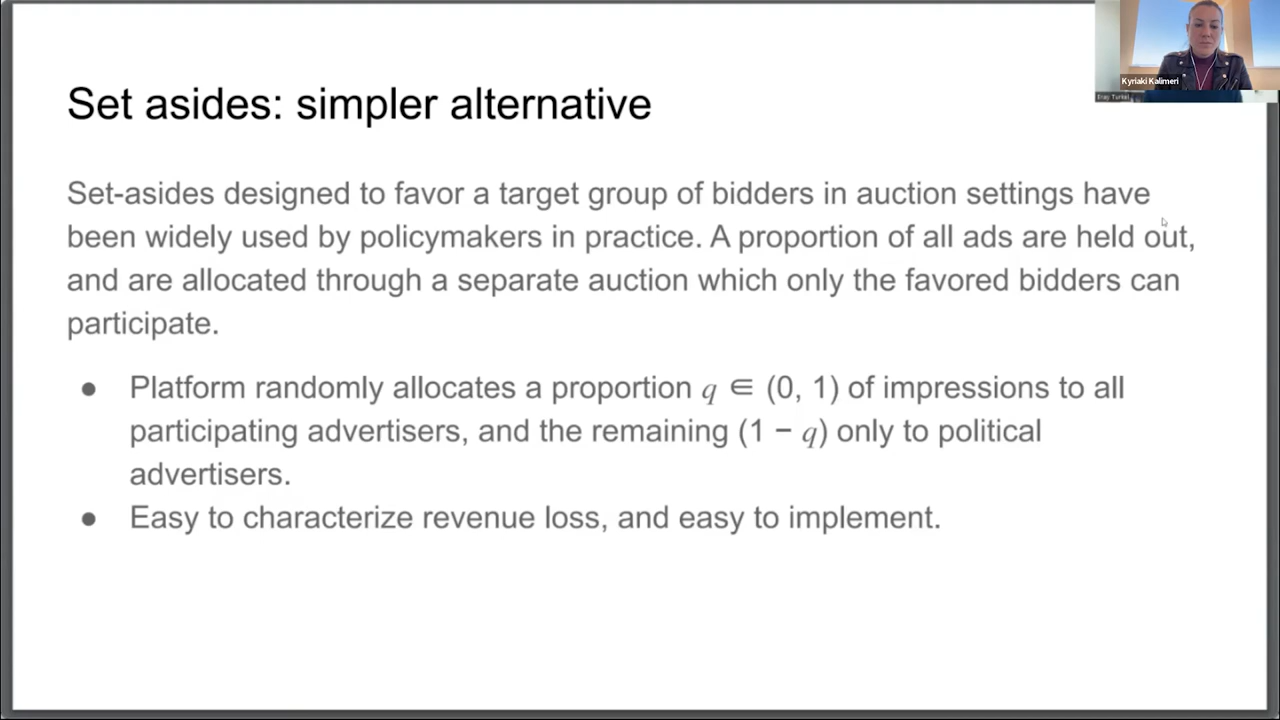 Kyriaki Kalimeri
Eray Turkel
Set asides: simpler alternative
Set-asides designed to favor a target group of bidders in auction settings have
been widely used by policymakers in practice. A proportion of all ads are held out,
and are allocated through a separate auction which only the favored bidders can
participate.
● Platform randomly allocates a proportion q ∈ (0, 1) of impressions to all
participating advertisers, and the remaining (1 − q) only to political
advertisers.
● Easy to characterize revenue loss, and easy to implement.